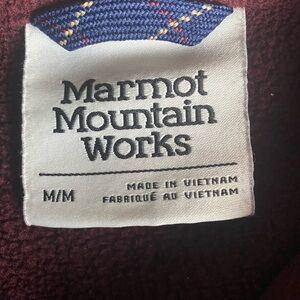 Marmot
Mountain
Works
M/M
MADE IN VIETNAM
FABRIQUÉ AU VIETNAM